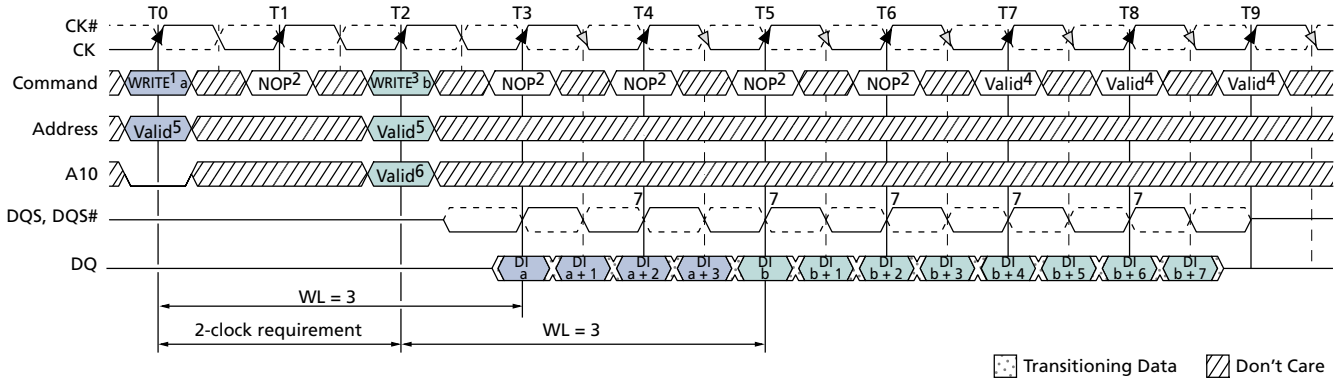 T0 T1 T2 T3 T4 T5 T6 T7 T8 T9
CK#
CK
Command WRITE1 a NOP2 WRITE3 b NOP2 NOP2 NOP2 NOP2 Valid4 Valid4 Valid4
Address Valid5 Valid5
A10 Valid6
7 7 7 7 7
DQS, DQS#
DI DI DI DI DI DI DI DI DI DI DI DI
DQ
a a + 1 a + 2 a + 3 b b + 1 b + 2 b + 3 b + 4 b + 5 b + 6 b + 7
WL = 3
2-clock requirement WL = 3
Transitioning Data Don't Care